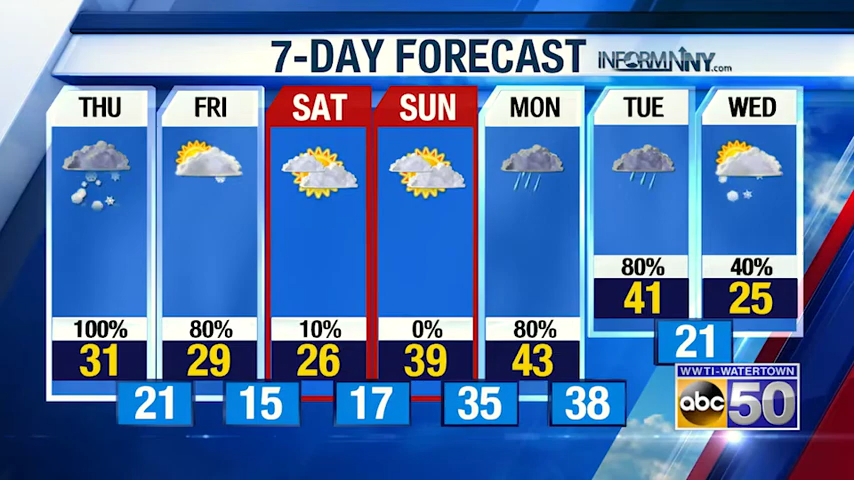 7-DAY FORECAST INFORMNNY.com
THU FRI SAT SUN MON TUE WED
100% 80% 10% 0% 80% 80% 40%
31 29 26 39 43 41 25
21 15 17 35 38 21
WWTI-WATERTOWN
abc 50